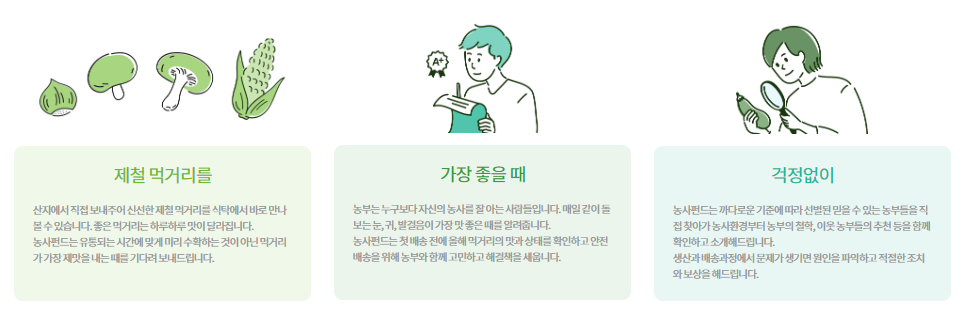 A+
제철 먹거리를
산지에서 직접 보내주어 신선한 제철 먹거리를 식탁에서 바로 만나
볼 수 있습니다. 좋은 먹거리는 하루하루 맛이 달라집니다.
농사펀드는 유통되는 시간에 맞게 미리 수확하는 것이 아닌 먹거리
가 가장 제맛을 내는 때를 기다려 보내드립니다.
가장 좋을 때
농부는 누구보다 자신의 농사를 잘 아는 사람들입니다. 매일 같이 돌
보는 눈, 귀, 발걸음이 가장 맛 좋은 때를 알려줍니다.
농사펀드는 첫 배송 전에 올해 먹거리의 맛과 상태를 확인하고 안전
배송을 위해 농부와 함께 고민하고 해결책을 세웁니다.
걱정없이
농사펀드는 까다로운 기준에 따라 선별된 믿을 수 있는 농부들을 직
접 찾아가 농사환경부터 농부의 철학, 이웃 농부들의 추천 등을 함께
확인하고 소개해드립니다.
생산과 배송과정에서 문제가 생기면 원인을 파악하고 적절한 조치
와 보상을 해드립니다.